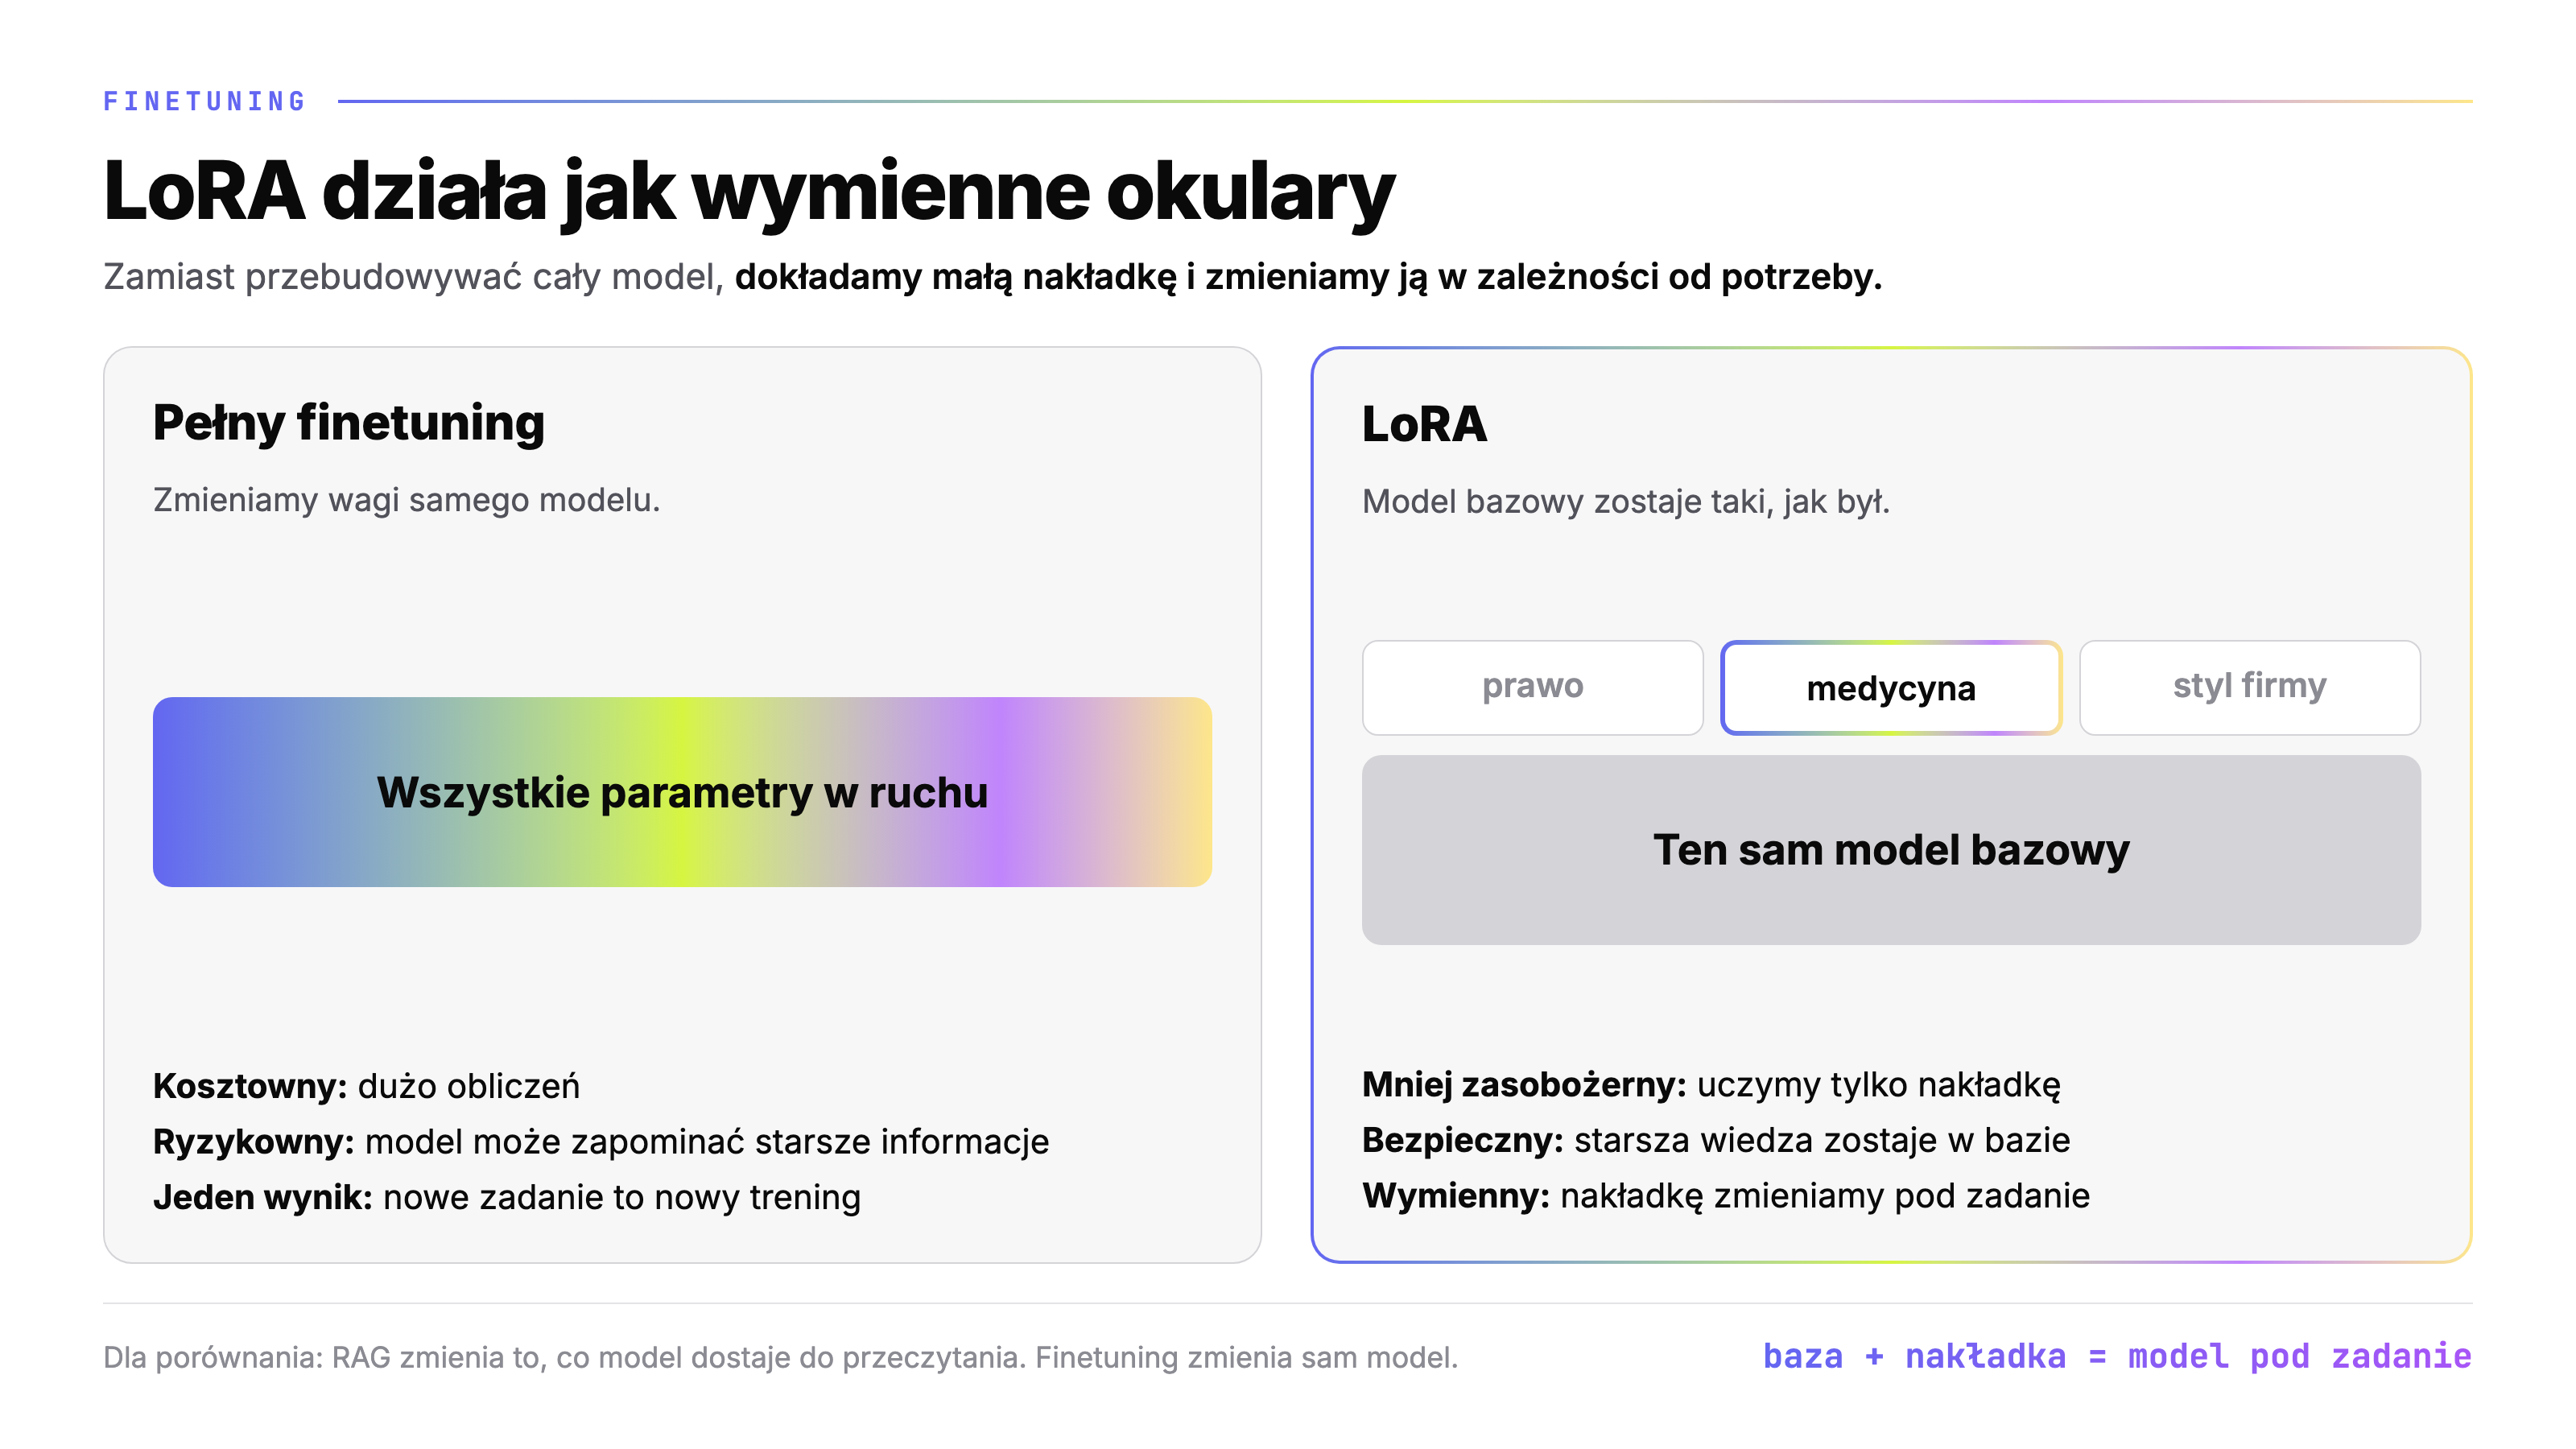 FINETUNING
LoRA działa jak wymienne okulary
Zamiast przebudowywać cały model, dokładamy małą nakładkę i zmieniamy ją w zależności od potrzeby.
Pełny finetuning
Zmieniamy wagi samego modelu.
Wszystkie parametry w ruchu
Kosztowny: dużo obliczeń
Ryzykowny: model może zapominać starsze informacje
Jeden wynik: nowe zadanie to nowy trening
LoRA
Model bazowy zostaje taki, jak był.
prawo
medycyna
styl firmy
Ten sam model bazowy
Mniej zasobożerny: uczymy tylko nakładkę
Bezpieczny: starsza wiedza zostaje w bazie
Wymienny: nakładkę zmieniamy pod zadanie
Dla porównania: RAG zmienia to, co model dostaje do przeczytania. Finetuning zmienia sam model.
baza + nakładka = model pod zadanie